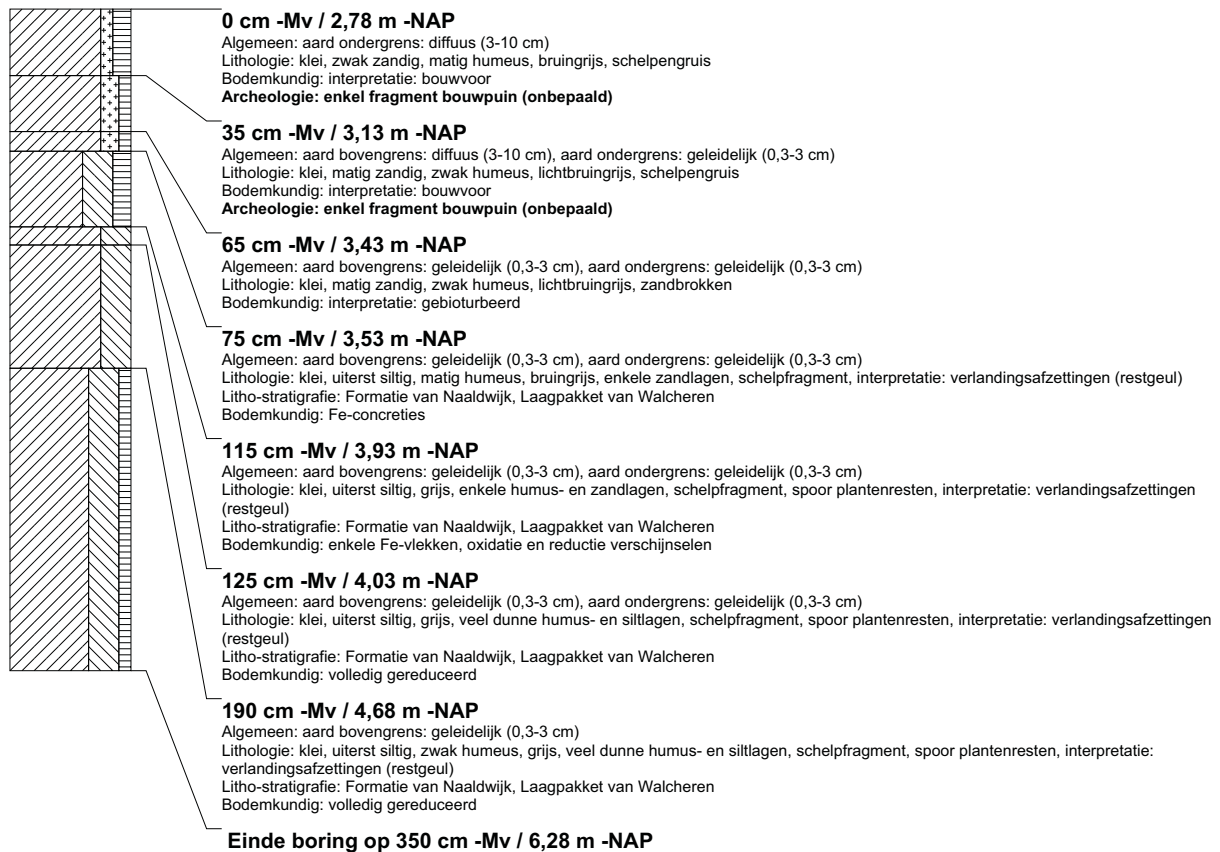 0 cm -Mv / 2,78 m -NAP
Algemeen: aard ondergrens: diffuus (3-10 cm)
Lithologie: klei, zwak zandig, matig humeus, bruingrijs, schelpengruis
Bodemkundig: interpretatie: bouwvoor
Archeologie: enkel fragment bouwpuin (onbepaald)
35 cm -Mv / 3,13 m -NAP
Algemeen: aard bovengrens: diffuus (3-10 cm), aard ondergrens: geleidelijk (0,3-3 cm)
Lithologie: klei, matig zandig, zwak humeus, lichtbruingrijs, schelpengruis
Bodemkundig: interpretatie: bouwvoor
Archeologie: enkel fragment bouwpuin (onbepaald)
65 cm -Mv / 3,43 m -NAP
Algemeen: aard bovengrens: geleidelijk (0,3-3 cm), aard ondergrens: geleidelijk (0,3-3 cm)
Lithologie: klei, matig zandig, zwak humeus, lichtbruingrijs, zandbrokken
Bodemkundig: interpretatie: gebioturbeerd
75 cm -Mv / 3,53 m -NAP
Algemeen: aard bovengrens: geleidelijk (0,3-3 cm), aard ondergrens: geleidelijk (0,3-3 cm)
Lithologie: klei, uiterst siltig, matig humeus, bruingrijs, enkele zandlagen, schelpfragment, interpretatie: verlandingsafzettingen (restgeul)
Litho-stratigrafie: Formatie van Naaldwijk, Laagpakket van Walcheren
Bodemkundig: Fe-concreties
115 cm -Mv / 3,93 m -NAP
Algemeen: aard bovengrens: geleidelijk (0,3-3 cm), aard ondergrens: geleidelijk (0,3-3 cm)
Lithologie: klei, uiterst siltig, grijs, enkele humus- en zandlagen, schelpfragment, spoor plantenresten, interpretatie: verlandingsafzettingen
(restgeul)
Litho-stratigrafie: Formatie van Naaldwijk, Laagpakket van Walcheren
Bodemkundig: enkele Fe-vlekken, oxidatie en reductie verschijnselen
125 cm -Mv / 4,03 m -NAP
Algemeen: aard bovengrens: geleidelijk (0,3-3 cm), aard ondergrens: geleidelijk (0,3-3 cm)
Lithologie: klei, uiterst siltig, grijs, veel dunne humus- en siltlagen, schelpfragment, spoor plantenresten, interpretatie: verlandingsafzettingen
(restgeul)
Litho-stratigrafie: Formatie van Naaldwijk, Laagpakket van Walcheren
Bodemkundig: volledig gereduceerd
190 cm -Mv / 4,68 m -NAP
Algemeen: aard bovengrens: geleidelijk (0,3-3 cm)
Lithologie: klei, uiterst siltig, zwak humeus, grijs, veel dunne humus- en siltlagen, schelpfragment, spoor plantenresten, interpretatie:
verlandingsafzettingen (restgeul)
Litho-stratigrafie: Formatie van Naaldwijk, Laagpakket van Walcheren
Bodemkundig: volledig gereduceerd
Einde boring op 350 cm -Mv / 6,28 m -NAP